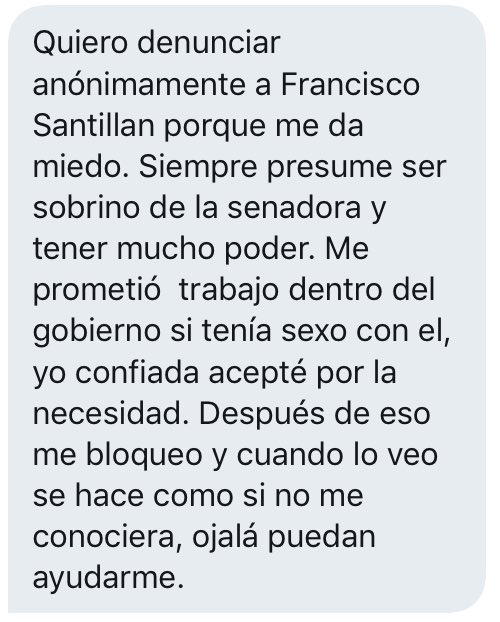 Quiero denunciar
anónimamente a Francisco
Santillan porque me da
miedo. Siempre presume ser
sobrino de la senadora y
tener mucho poder. Me
prometió  trabajo dentro del
gobierno si tenía sexo con el,
yo confiada acepté por la
necesidad. Después de eso
me bloqueo y cuando lo veo
se hace como si no me
conociera, ojalá puedan
ayudarme.